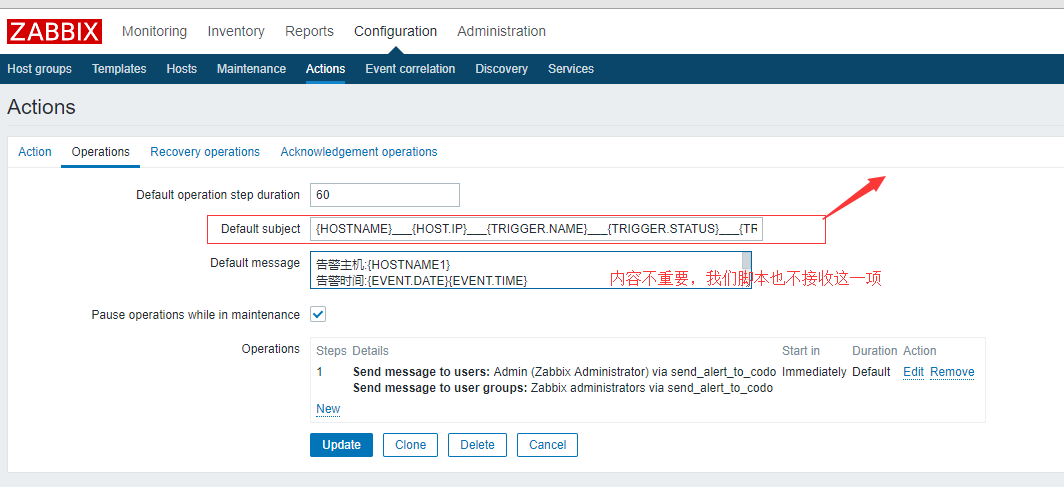 ZABBIX Monitoring Inventory Reports Configuration Administration
Host groups Templates Hosts Maintenance Actions Event correlation Discovery Services
Actions
Action Operations Recovery operations Acknowledgement operations
Default operation step duration 60
Default subject {HOSTNAME}___{HOST.IP}___{TRIGGER.NAME}___{TRIGGER.STATUS}___{TR
Default message 告警主机:{HOSTNAME1}
告警时间:{EVENT.DATE}{EVENT.TIME}
内容不重要，我们脚本也不接收这一项
Pause operations while in maintenance
Operations Steps Details Start in Duration Action
1 Send message to users: Admin (Zabbix Administrator) via send_alert_to_codo Immediately Default Edit Remove
Send message to user groups: Zabbix administrators via send_alert_to_codo
New
Update Clone Delete Cancel